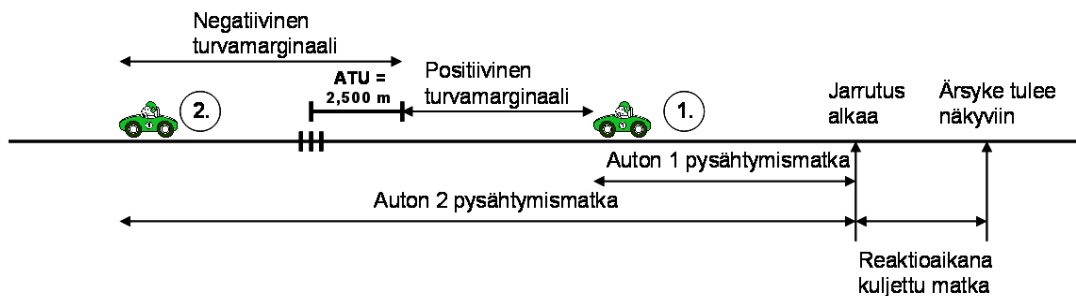 Negatiivinen
turvamarginaali
ATU =
2,500 m
Positiivinen
turvamarginaali
2.
1.
Jarrutus
alkaa
Ärsyke tulee
näkyviin
Auton 1 pysähtymismatka
Auton 2 pysähtymismatka
Reaktioaikana
kuljettu matka